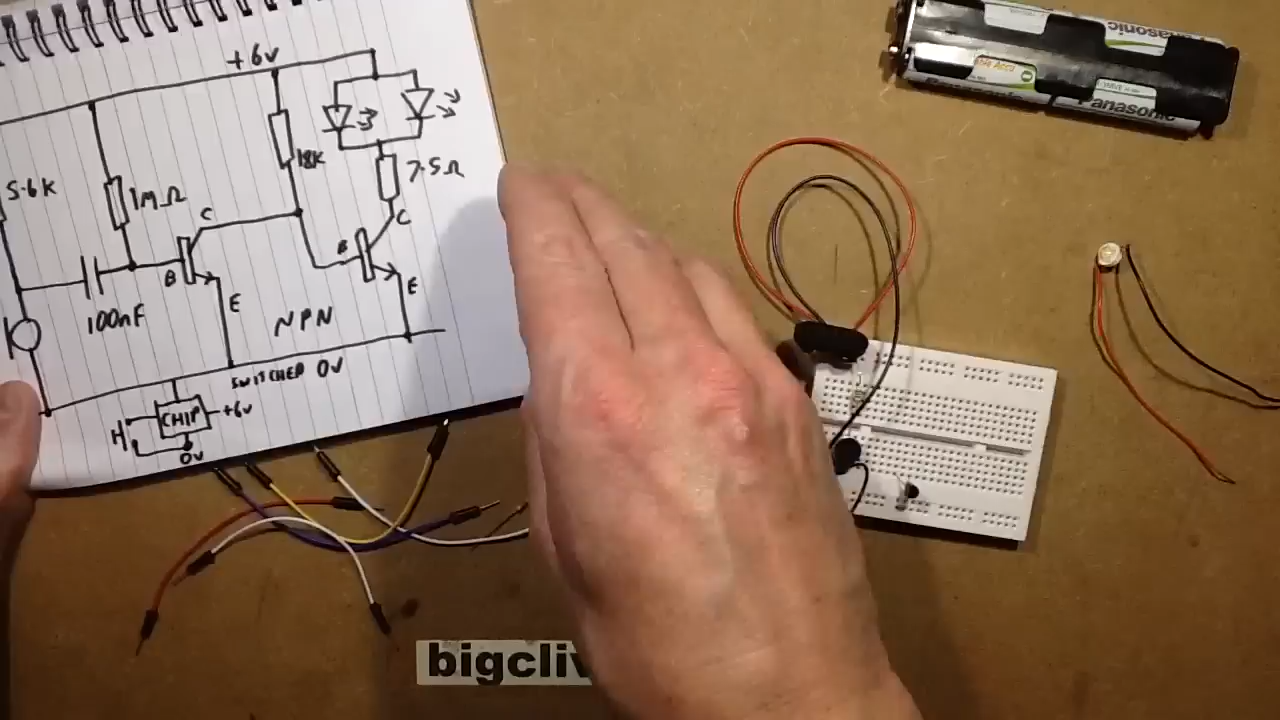 +6v
5.6k
1MΩ
18K
7.5Ω
C
C
B
B
E
E
100nF
NPN
SWITCHED 0V
CHIP
+6v
0v
Panasonic
Panasonic
bigcliv